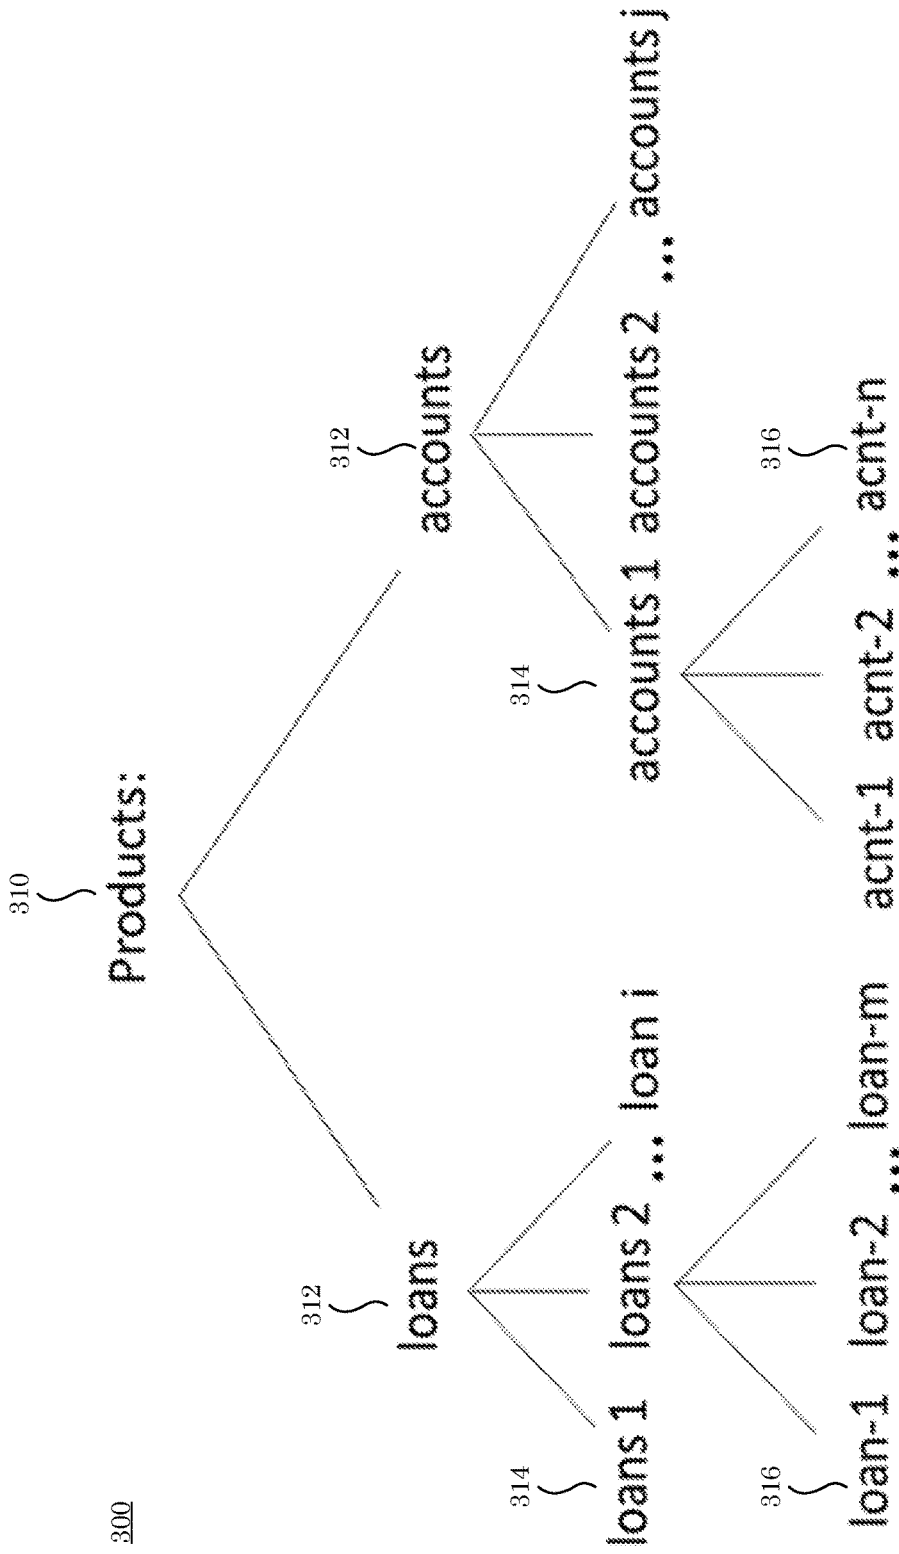 300
310
Products:
312
312
loans
accounts
314
314
loans 1 loans 2 ... loan i
accounts 1 accounts 2 ... accounts j
316
316
loan-1 loan-2 ... loan-m
acnt-1 acnt-2 ... acnt-n